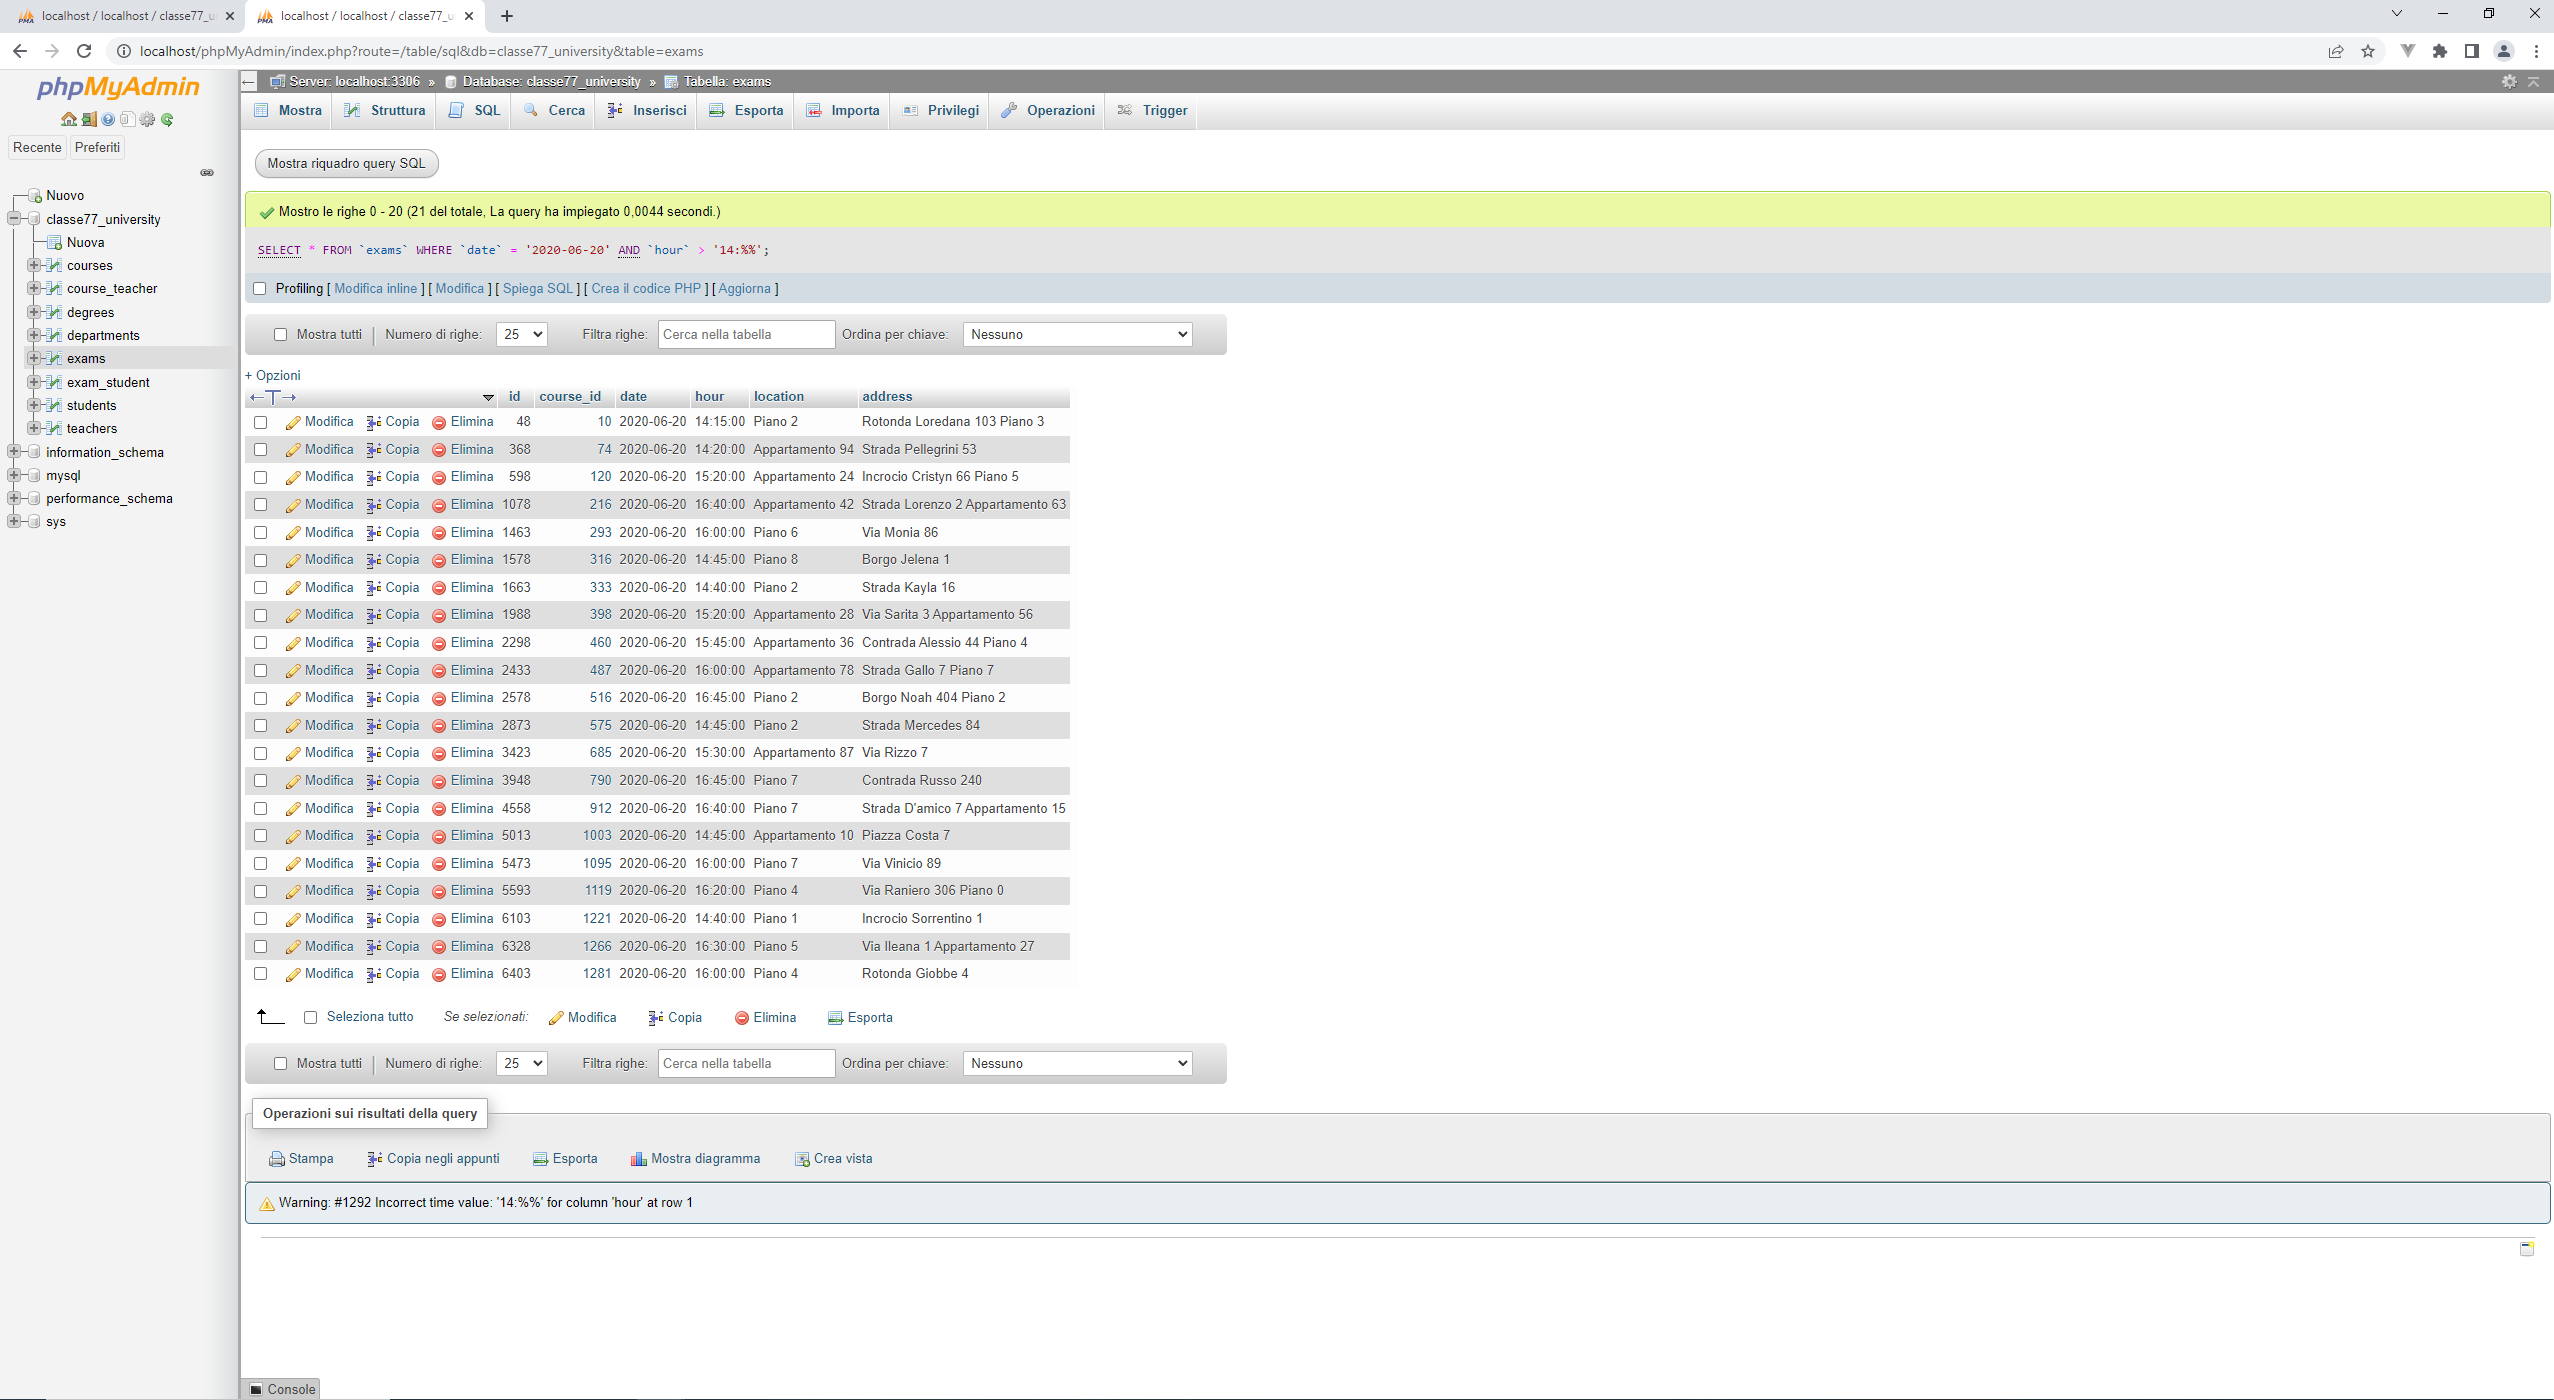 localhost / localhost / classe77_u
localhost / localhost / classe77_u
localhost/phpMyAdmin/index.php?route=/table/sql&db=classe77_university&table=exams
phpMyAdmin
Recente Preferiti
Nuovo
classe77_university
Nuova
courses
course_teacher
degrees
departments
exams
exam_student
students
teachers
information_schema
mysql
performance_schema
sys
Server: localhost:3306 » Database: classe77_university » Tabella: exams
Mostra Struttura SQL Cerca Inserisci Esporta Importa Privilegi Operazioni Trigger
Mostra riquadro query SQL
Mostro le righe 0 - 20 (21 del totale, La query ha impiegato 0,0044 secondi.)
SELECT * FROM `exams` WHERE `date` = '2020-06-20' AND `hour` > '14:%%';
Profiling [ Modifica inline ] [ Modifica ] [ Spiega SQL ] [ Crea il codice PHP ] [ Aggiorna ]
Mostra tutti Numero di righe: 25 Filtra righe: Cerca nella tabella Ordina per chiave: Nessuno
+ Opzioni
id course_id date hour location address
Modifica Copia Elimina 48 10 2020-06-20 14:15:00 Piano 2 Rotonda Loredana 103 Piano 3
Modifica Copia Elimina 368 74 2020-06-20 14:20:00 Appartamento 94 Strada Pellegrini 53
Modifica Copia Elimina 598 120 2020-06-20 15:20:00 Appartamento 24 Incrocio Cristyn 66 Piano 5
Modifica Copia Elimina 1078 216 2020-06-20 16:40:00 Appartamento 42 Strada Lorenzo 2 Appartamento 63
Modifica Copia Elimina 1463 293 2020-06-20 16:00:00 Piano 6 Via Monia 86
Modifica Copia Elimina 1578 316 2020-06-20 14:45:00 Piano 8 Borgo Jelena 1
Modifica Copia Elimina 1663 333 2020-06-20 14:40:00 Piano 2 Strada Kayla 16
Modifica Copia Elimina 1988 398 2020-06-20 15:20:00 Appartamento 28 Via Sarita 3 Appartamento 56
Modifica Copia Elimina 2298 460 2020-06-20 15:45:00 Appartamento 36 Contrada Alessio 44 Piano 4
Modifica Copia Elimina 2433 487 2020-06-20 16:00:00 Appartamento 78 Strada Gallo 7 Piano 7
Modifica Copia Elimina 2578 516 2020-06-20 16:45:00 Piano 2 Borgo Noah 404 Piano 2
Modifica Copia Elimina 2873 575 2020-06-20 14:45:00 Piano 2 Strada Mercedes 84
Modifica Copia Elimina 3423 685 2020-06-20 15:30:00 Appartamento 87 Via Rizzo 7
Modifica Copia Elimina 3948 790 2020-06-20 16:45:00 Piano 7 Contrada Russo 240
Modifica Copia Elimina 4558 912 2020-06-20 16:40:00 Piano 7 Strada D'amico 7 Appartamento 15
Modifica Copia Elimina 5013 1003 2020-06-20 14:45:00 Appartamento 10 Piazza Costa 7
Modifica Copia Elimina 5473 1095 2020-06-20 16:00:00 Piano 7 Via Vinicio 89
Modifica Copia Elimina 5593 1119 2020-06-20 16:20:00 Piano 4 Via Raniero 306 Piano 0
Modifica Copia Elimina 6103 1221 2020-06-20 14:40:00 Piano 1 Incrocio Sorrentino 1
Modifica Copia Elimina 6328 1266 2020-06-20 16:30:00 Piano 5 Via Ileana 1 Appartamento 27
Modifica Copia Elimina 6403 1281 2020-06-20 16:00:00 Piano 4 Rotonda Giobbe 4
Seleziona tutto Se selezionati: Modifica Copia Elimina Esporta
Mostra tutti Numero di righe: 25 Filtra righe: Cerca nella tabella Ordina per chiave: Nessuno
Operazioni sui risultati della query
Stampa Copia negli appunti Esporta Mostra diagramma Crea vista
Warning: #1292 Incorrect time value: '14:%%' for column 'hour' at row 1
Console